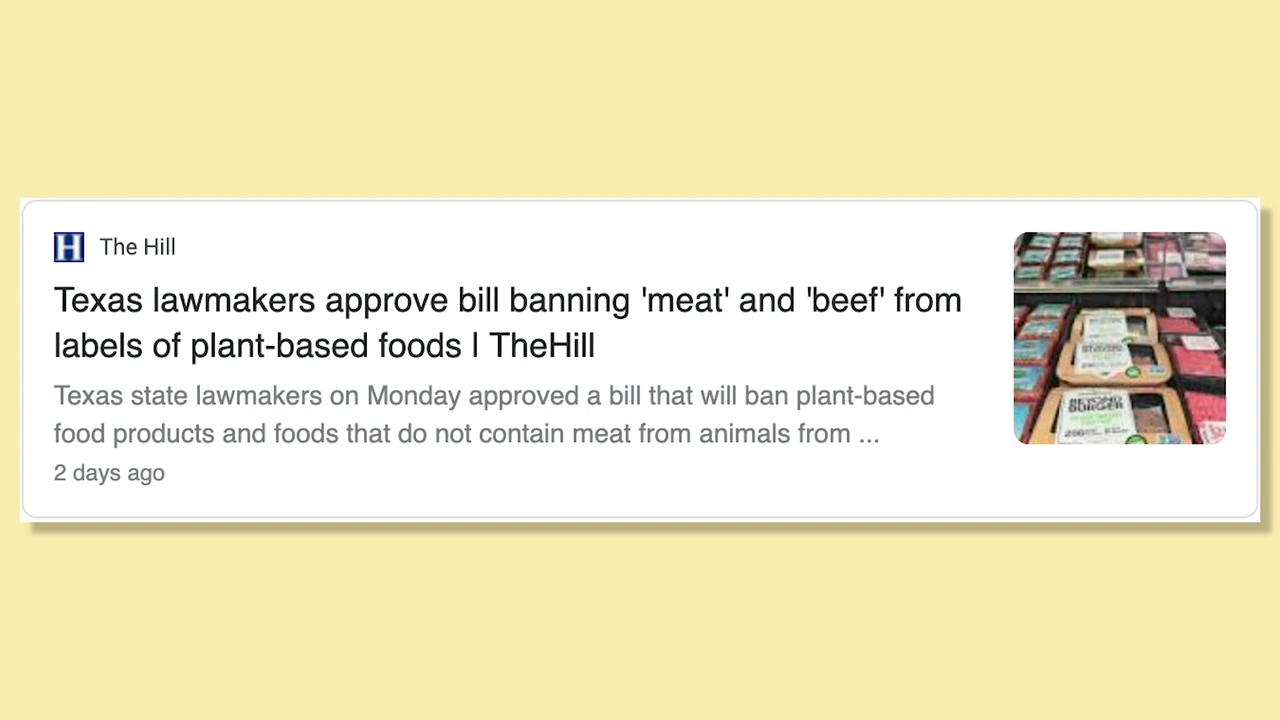 H The Hill
Texas lawmakers approve bill banning 'meat' and 'beef' from
labels of plant-based foods | TheHill
Texas state lawmakers on Monday approved a bill that will ban plant-based
food products and foods that do not contain meat from animals from ...
2 days ago
BEYOND
BURGER